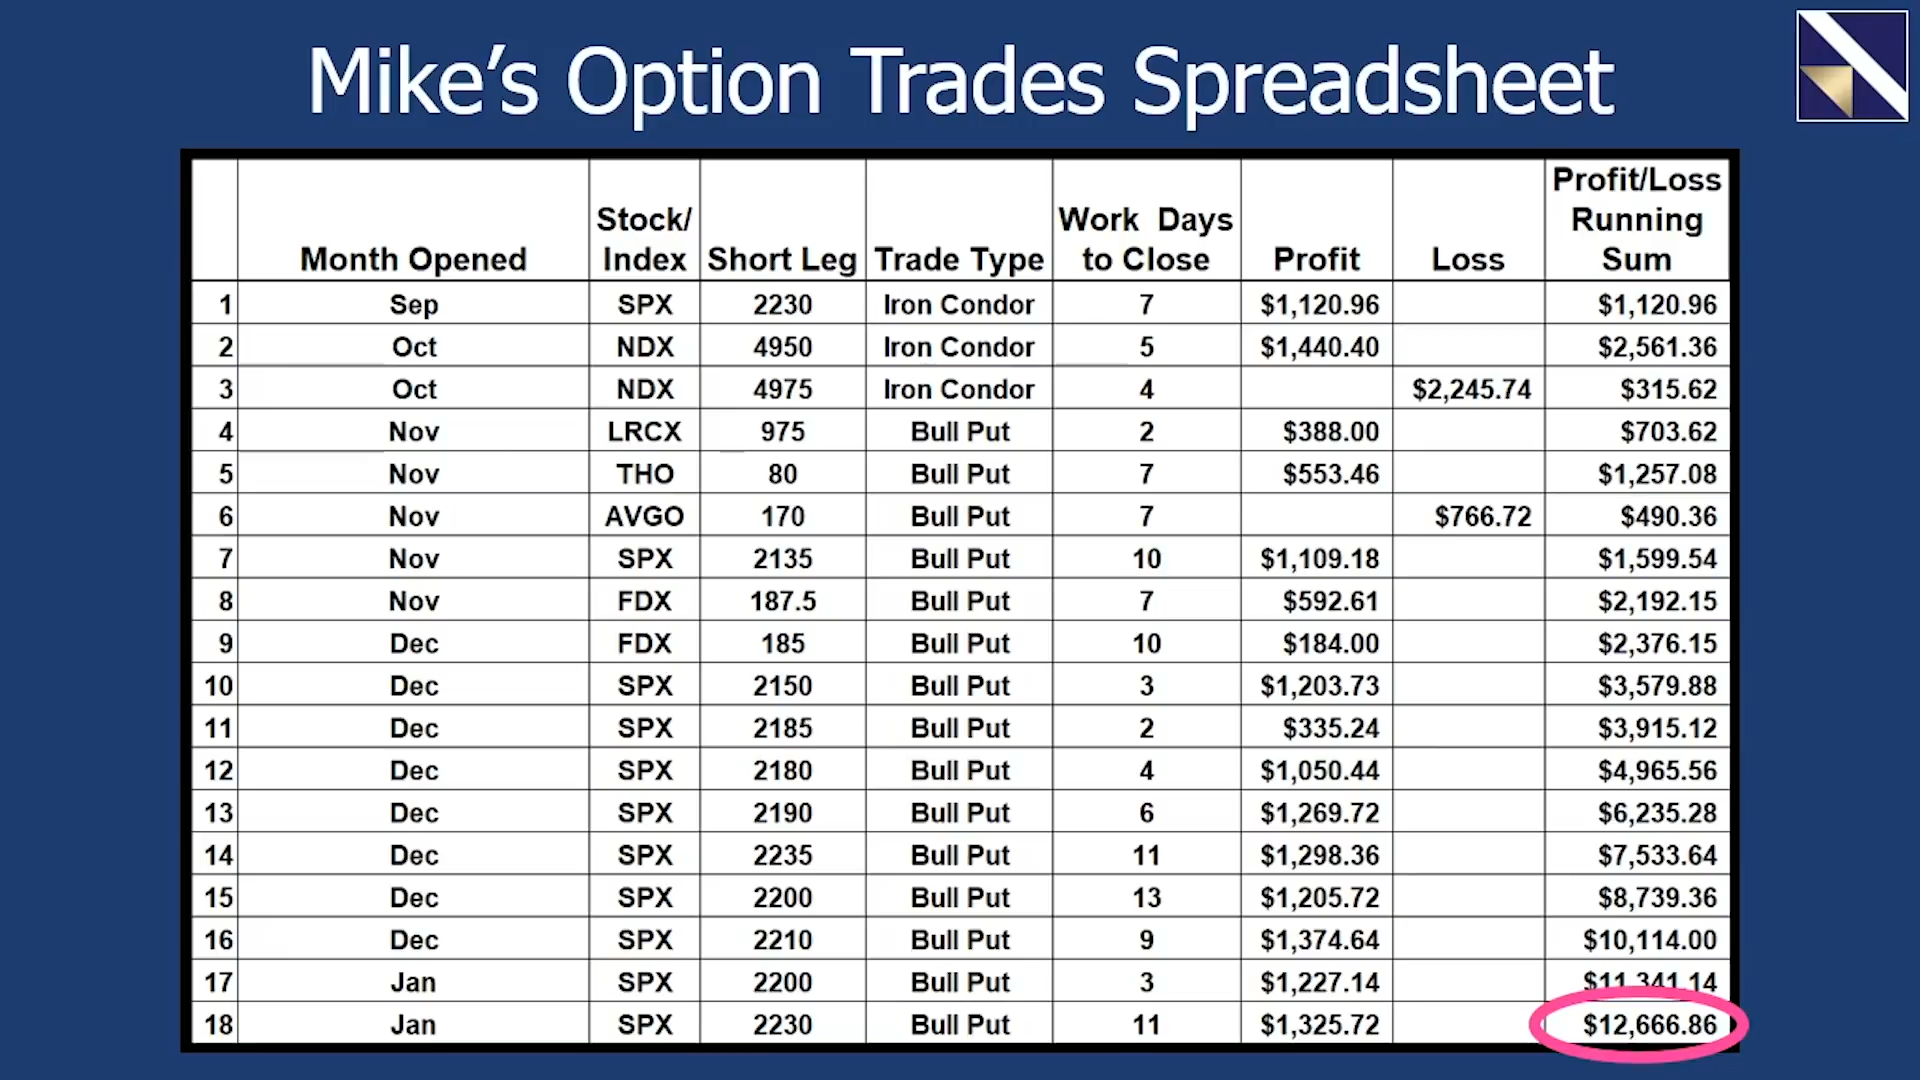 Mike's Option Trades Spreadsheet
Month Opened Stock/ Index Short Leg Trade Type Work Days to Close Profit Loss Profit/Loss Running Sum
1 Sep SPX 2230 Iron Condor 7 $1,120.96 $1,120.96
2 Oct NDX 4950 Iron Condor 5 $1,440.40 $2,561.36
3 Oct NDX 4975 Iron Condor 4 $2,245.74 $315.62
4 Nov LRCX 975 Bull Put 2 $388.00 $703.62
5 Nov THO 80 Bull Put 7 $553.46 $1,257.08
6 Nov AVGO 170 Bull Put 7 $766.72 $490.36
7 Nov SPX 2135 Bull Put 10 $1,109.18 $1,599.54
8 Nov FDX 187.5 Bull Put 7 $592.61 $2,192.15
9 Dec FDX 185 Bull Put 10 $184.00 $2,376.15
10 Dec SPX 2150 Bull Put 3 $1,203.73 $3,579.88
11 Dec SPX 2185 Bull Put 2 $335.24 $3,915.12
12 Dec SPX 2180 Bull Put 4 $1,050.44 $4,965.56
13 Dec SPX 2190 Bull Put 6 $1,269.72 $6,235.28
14 Dec SPX 2235 Bull Put 11 $1,298.36 $7,533.64
15 Dec SPX 2200 Bull Put 13 $1,205.72 $8,739.36
16 Dec SPX 2210 Bull Put 9 $1,374.64 $10,114.00
17 Jan SPX 2200 Bull Put 3 $1,227.14 $11,341.14
18 Jan SPX 2230 Bull Put 11 $1,325.72 $12,666.86